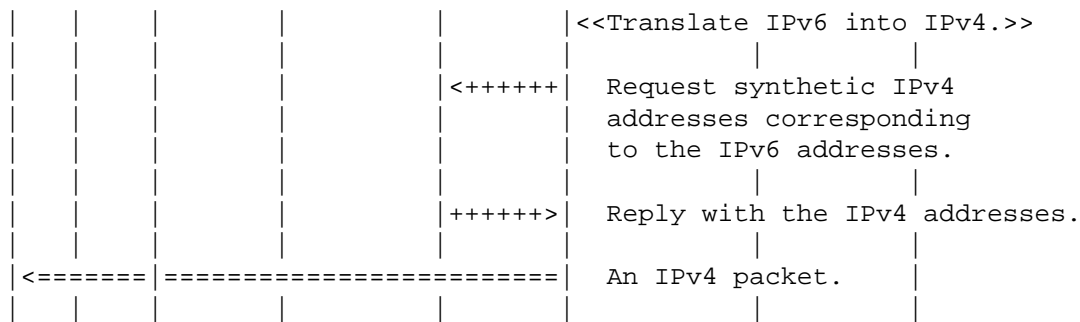 |   |    |       |         |       |<<Translate IPv6 into IPv4.>>
|   |    |       |         |       |           |         |
|   |    |       |         |<++++++|  Request synthetic IPv4
|   |    |       |         |       |  addresses corresponding
|   |    |       |         |       |  to the IPv6 addresses.
|   |    |       |         |       |           |         |
|   |    |       |         |++++++>|  Reply with the IPv4 addresses.
|   |    |       |         |       |           |         |
|<=======|=========================|  An IPv4 packet.    |
|   |    |       |         |       |           |         |